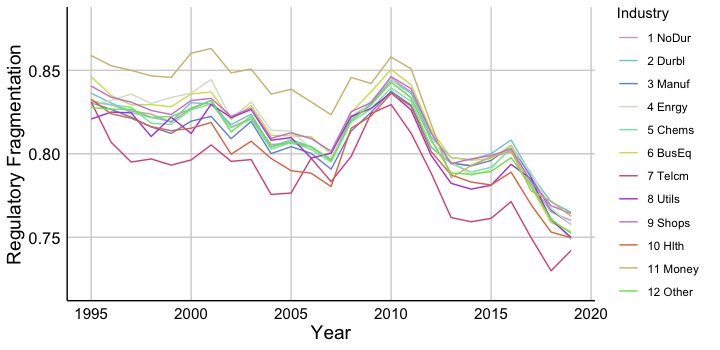 Industry
1 NoDur
2 Durbl
3 Manuf
4 Enrgy
5 Chems
6 BusEq
7 Telcm
8 Utils
9 Shops
10 Hlth
11 Money
12 Other
Regulatory Fragmentation
0.85
0.80
0.75
1995 2000 2005 2010 2015 2020
Year